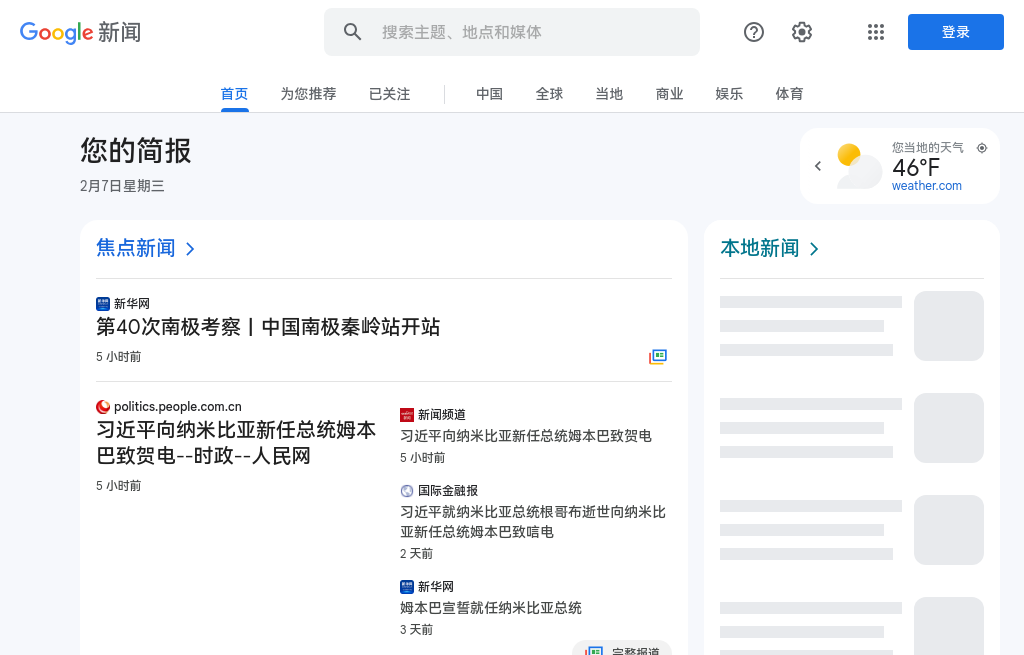 Google 新闻
搜索主题、地点和媒体
登录
首页
为您推荐
已关注
中国
全球
当地
商业
娱乐
体育
您的简报
2月7日星期三
您当地的天气
46°F
weather.com
焦点新闻
新华网
第40次南极考察丨中国南极秦岭站开站
5 小时前
politics.people.com.cn
习近平向纳米比亚新任总统姆本
巴致贺电--时政--人民网
5 小时前
新闻频道
习近平向纳米比亚新任总统姆本巴致贺电
5 小时前
国际金融报
习近平就纳米比亚总统根哥布逝世向纳米比
亚新任总统姆本巴致唁电
2 天前
新华网
姆本巴宣誓就任纳米比亚总统
3 天前
完整报道
本地新闻